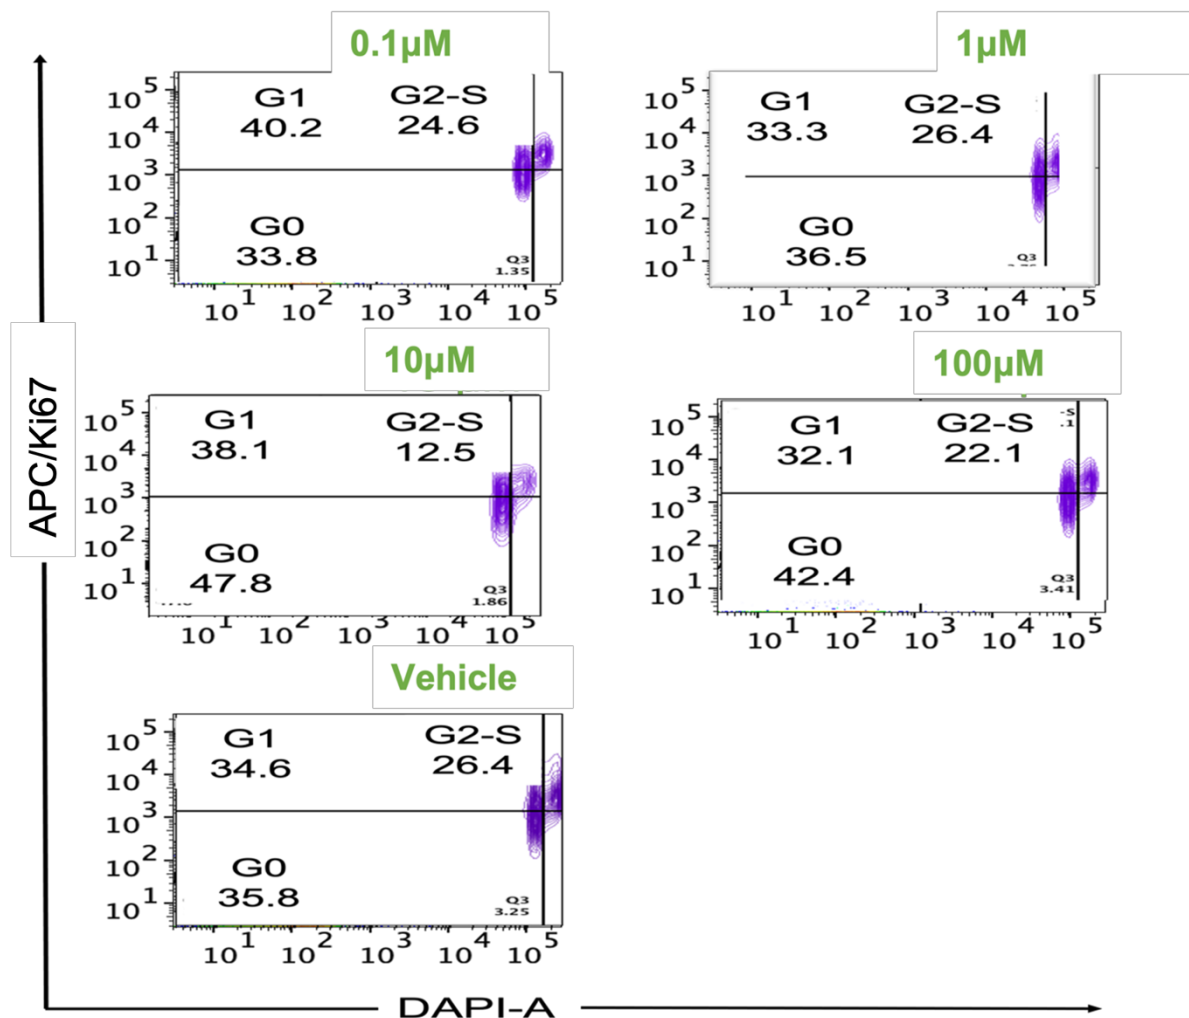 0.1µM
10⁵
10⁴
10³
10²
10¹
G1
40.2
G2-S
24.6
G0
33.8
Q3
1.35
10¹ 10² 10³ 10⁴ 10⁵
1µM
10⁵
10⁴
10³
10²
10¹
G1
33.3
G2-S
26.4
G0
36.5
Q3
10¹ 10² 10³ 10⁴ 10⁵
APC/Ki67
10µM
10⁵
10⁴
10³
10²
10¹
G1
38.1
G2-S
12.5
G0
47.8
Q3
1.86
10¹ 10² 10³ 10⁴ 10⁵
100µM
10⁵
10⁴
10³
10²
10¹
G1
32.1
G2-S
22.1
-S
.1
G0
42.4
Q3
3.41
10¹ 10² 10³ 10⁴ 10⁵
Vehicle
10⁵
10⁴
10³
10²
10¹
G1
34.6
G2-S
26.4
G0
35.8
Q3
3.25
10¹ 10² 10³ 10⁴ 10⁵
DAPI-A